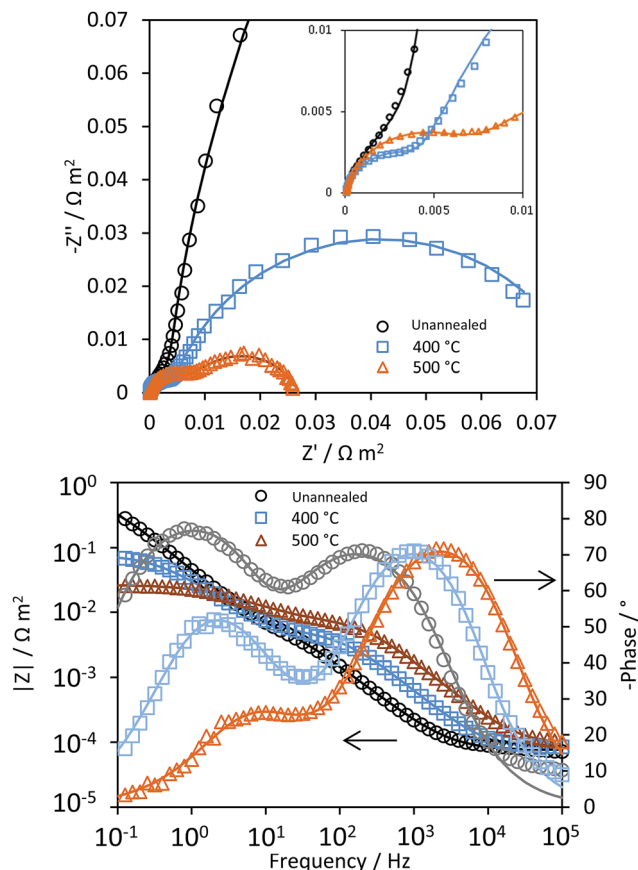 0.07
0.06
0.05
0.04
0.03
0.02
0.01
0
-Z'' / Ω m²
0.01
0.005
0
0
0.005
0.01
Unannealed
400 °C
500 °C
0 0.01 0.02 0.03 0.04 0.05 0.06 0.07
Z' / Ω m²
10⁰
10⁻¹
10⁻²
10⁻³
10⁻⁴
10⁻⁵
|Z| / Ω m²
Unannealed
400 °C
500 °C
90
80
70
60
50
40
30
20
10
0
-Phase / °
10⁻¹ 10⁰ 10¹ 10² 10³ 10⁴ 10⁵
Frequency / Hz